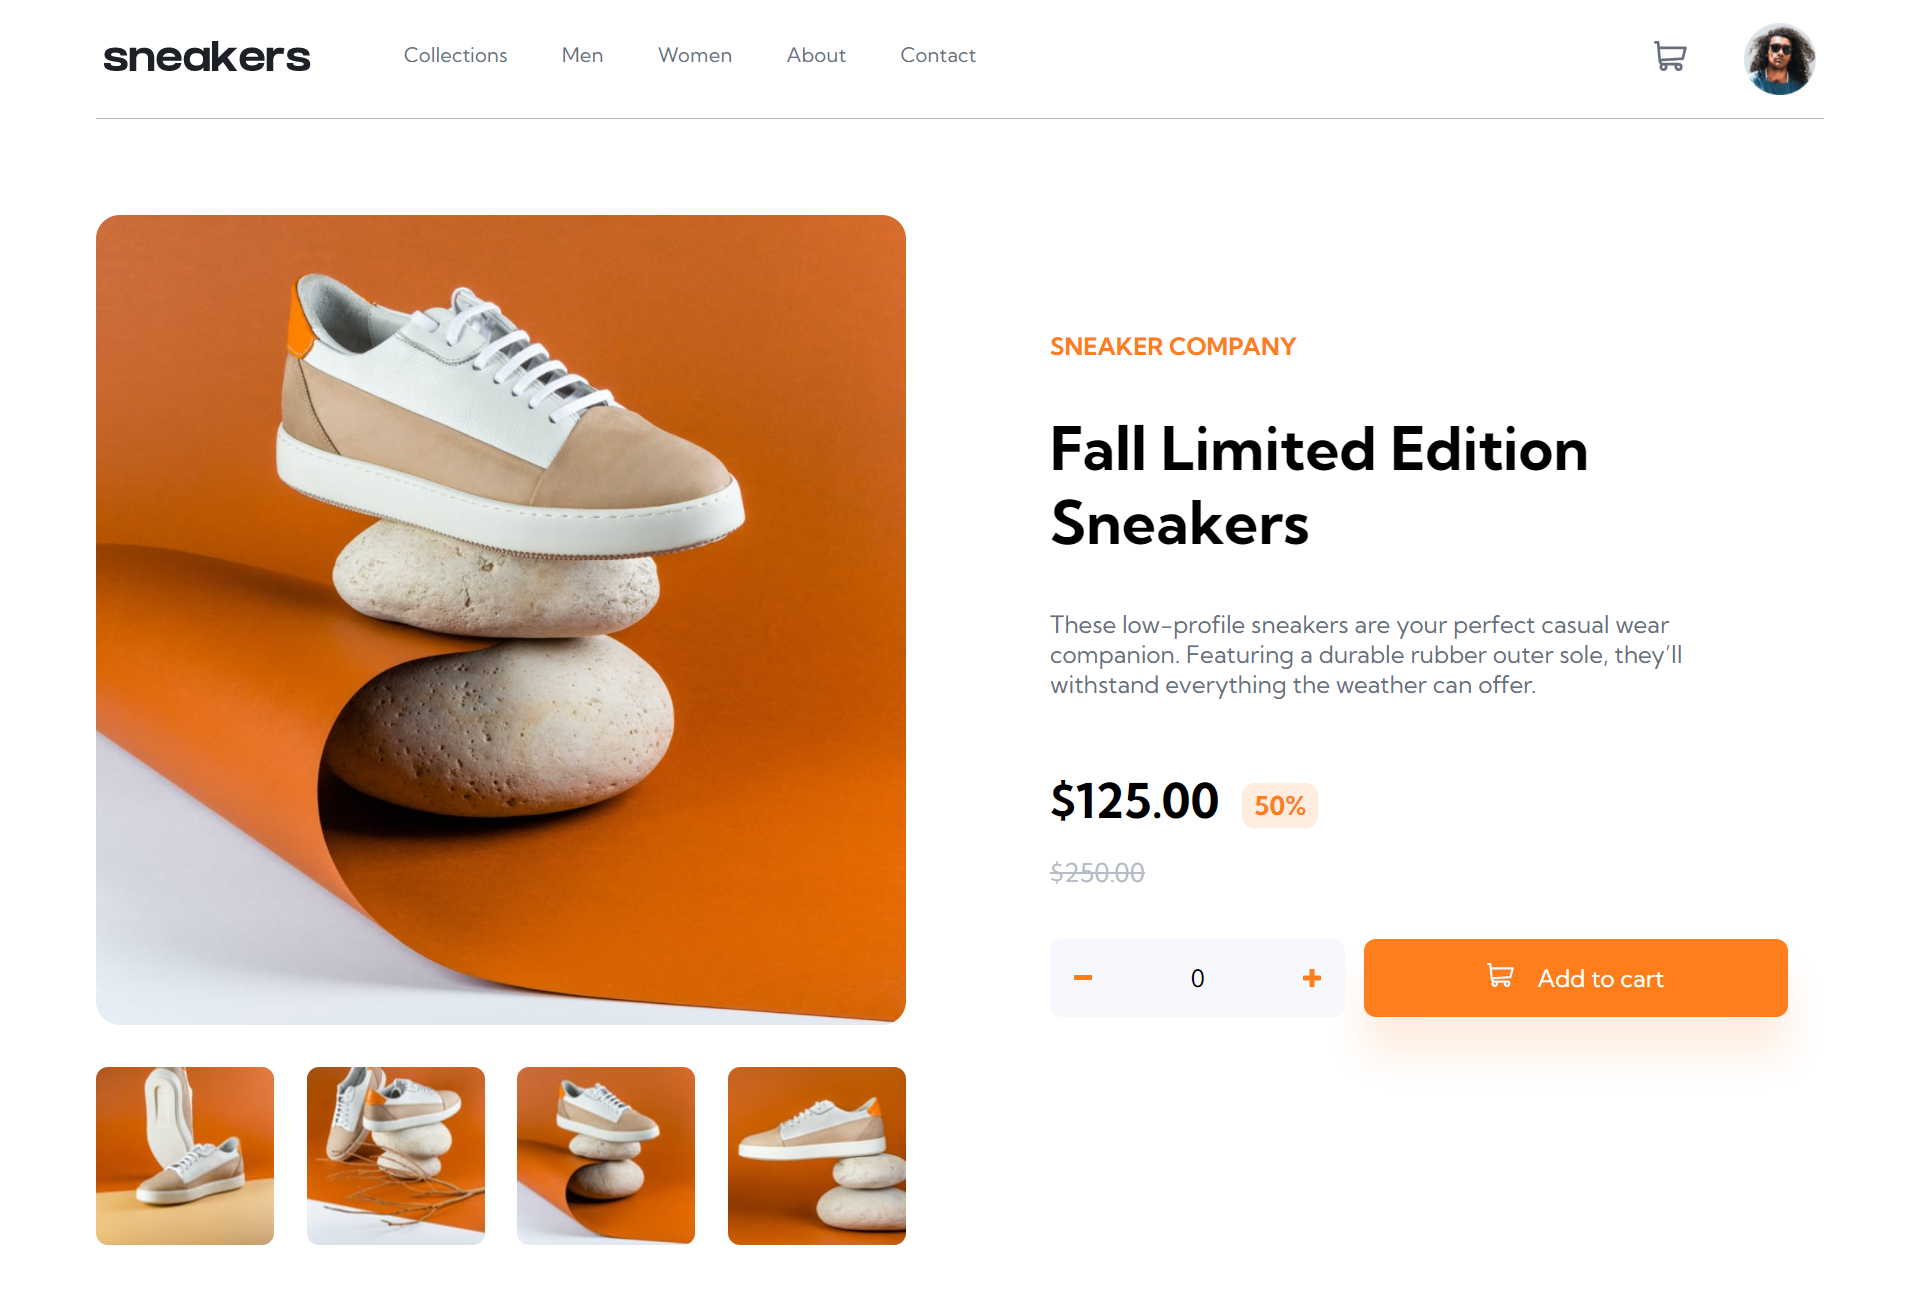 sneakers
Collections
Men
Women
About
Contact
SNEAKER COMPANY
Fall Limited Edition
Sneakers
These low-profile sneakers are your perfect casual wear
companion. Featuring a durable rubber outer sole, they’ll
withstand everything the weather can offer.
$125.00
50%
$250.00
0
Add to cart